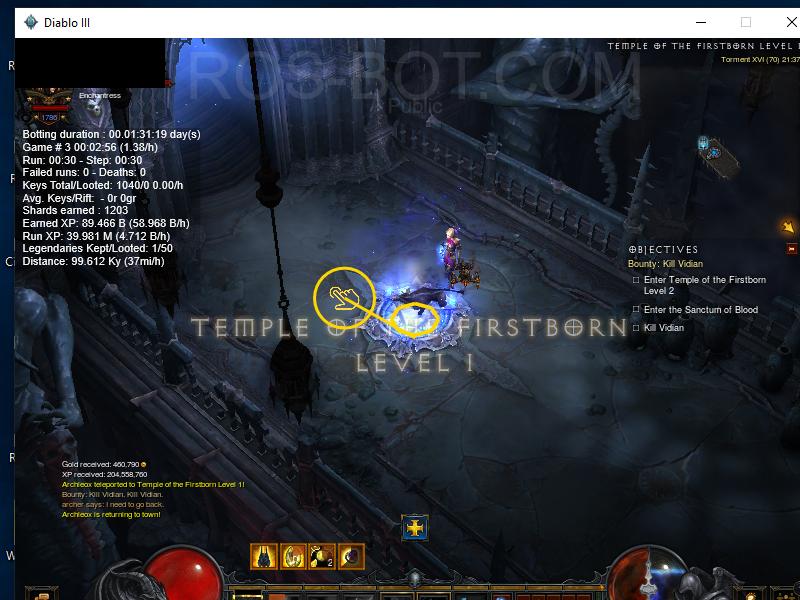 Diablo III
TEMPLE OF THE FIRSTBORN LEVEL 1
Torment XVI (70) 21:37
ROS-BOT.COM
Public
Enchantress
1786
Botting duration : 00.01:31:19 day(s)
Game # 3 00:02:56 (1.38/h)
Run: 00:30 - Step: 00:30
Failed runs: 0 - Deaths: 0
Keys Total/Looted: 1040/0 0.00/h
Avg. Keys/Rift:  - 0r 0gr
Shards earned : 1203
Earned XP: 89.466 B (58.968 B/h)
Run XP: 39.981 M (4.712 B/h)
Legendaries Kept/Looted: 1/50
Distance: 99.612 Ky (37mi/h)
OBJECTIVES
Bounty: Kill Vidian
Enter Temple of the Firstborn
Level 2
Enter the Sanctum of Blood
Kill Vidian
TEMPLE OF THE FIRSTBORN
LEVEL 1
Gold received: 460,790
XP received: 204,558,760
Archleox teleported to Temple of the Firstborn Level 1!
Bounty: Kill Vidian. Kill Vidian.
archer says: I need to go back.
Archleox is returning to town!
2